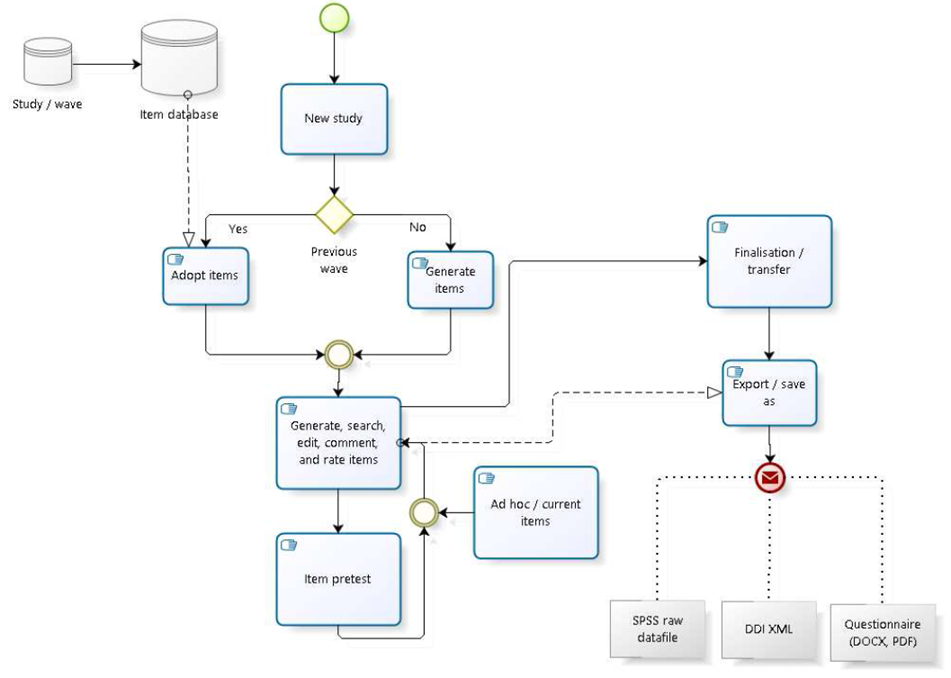 Study / wave
Item database
New study
Yes
No
Previous
wave
Adopt items
Generate
items
Finalisation /
transfer
Export / save
as
Generate, search,
edit, comment,
and rate items
Ad hoc / current
items
Item pretest
SPSS raw
datafile
DDI XML
Questionnaire
(DOCX, PDF)